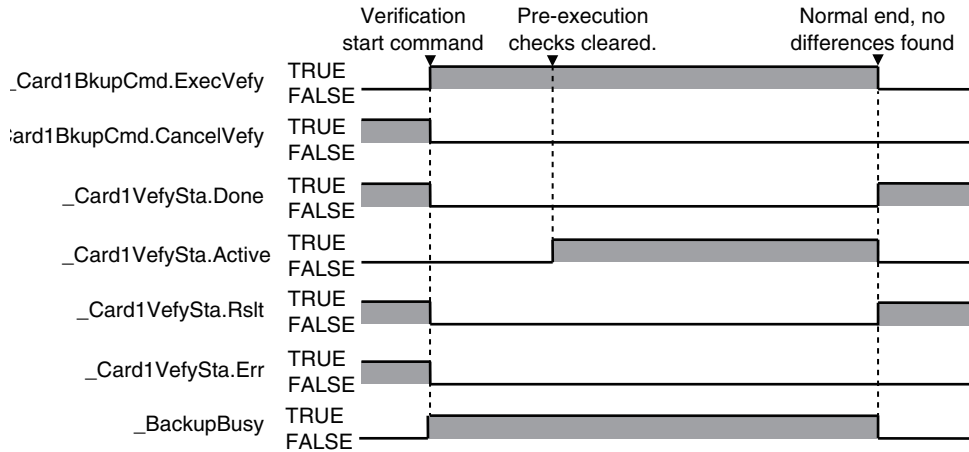 Verification
start command
Pre-execution
checks cleared.
Normal end, no
differences found
_Card1BkupCmd.ExecVefy
TRUE
FALSE
Card1BkupCmd.CancelVefy
TRUE
FALSE
_Card1VefySta.Done
TRUE
FALSE
_Card1VefySta.Active
TRUE
FALSE
_Card1VefySta.Rslt
TRUE
FALSE
_Card1VefySta.Err
TRUE
FALSE
_BackupBusy
TRUE
FALSE